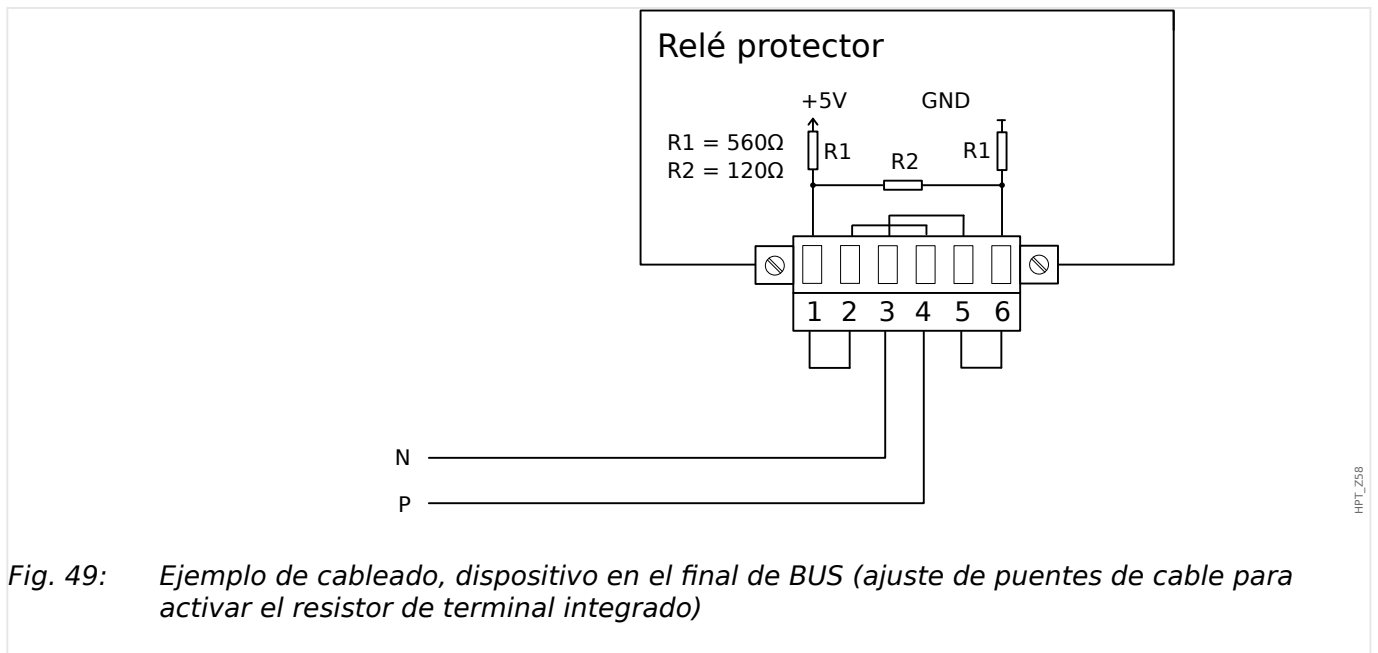 Relé protector
+5V GND
R1 = 560Ω
R2 = 120Ω
R1 R2 R1
1 2 3 4 5 6
N
P
HPT_Z58
Fig. 49: Ejemplo de cableado, dispositivo en el final de BUS (ajuste de puentes de cable para
activar el resistor de terminal integrado)